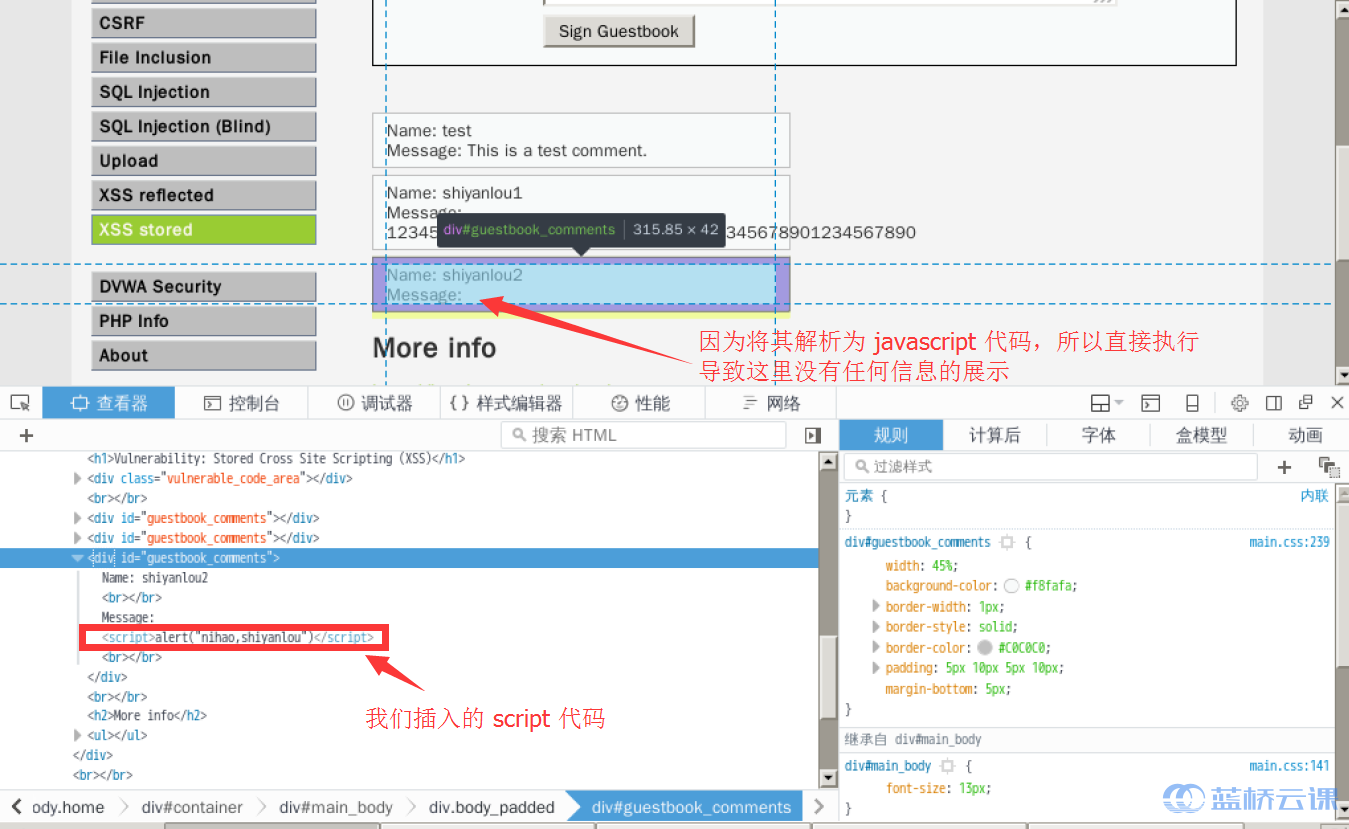 CSRF
File Inclusion
SQL Injection
SQL Injection (Blind)
Upload
XSS reflected
XSS stored
DVWA Security
PHP Info
About
Sign Guestbook
Name: test
Message: This is a test comment.
Name: shiyanlou1
Message:
12345
34567890123456 7890
div#guestbook_comments 315.85 × 42
Name: shiyanlou2
Message:
More info
因为将其解析为 javascript 代码，所以直接执行
导致这里没有任何信息的展示
查看器 控制台 调试器 {} 样式编辑器 性能 网络
+ 搜索 HTML
<h1>Vulnerability: Stored Cross Site Scripting (XSS)</h1>
<div class="vulnerable_code_area"></div>
<br></br>
<div id="guestbook_comments"></div>
<div id="guestbook_comments"></div>
<div id="guestbook_comments">
Name: shiyanlou2
<br></br>
Message:
<script>alert("nihao,shiyanlou")</script>
<br></br>
</div>
<br></br>
<h2>More info</h2>
<ul></ul>
</div>
<br></br>
我们插入的 script 代码
ody.home div#container div#main_body div.body_padded div#guestbook_comments
规则 计算后 字体 盒模型 动画
过滤样式 +
元素 { 内联
}
div#guestbook_comments { main.css:239
width: 45%;
background-color: #f8fafa;
border-width: 1px;
border-style: solid;
border-color: #C0C0C0;
padding: 5px 10px 5px 10px;
margin-bottom: 5px;
}
继承自 div#main_body
div#main_body { main.css:141
font-size: 13px;
}
蓝桥云课